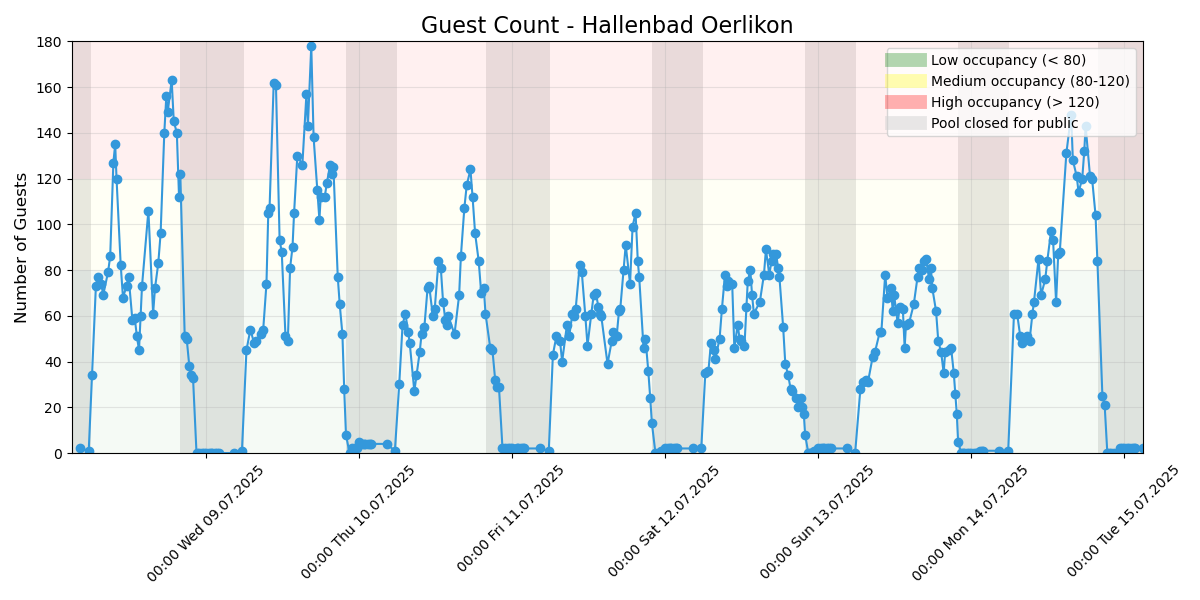 Guest Count - Hallenbad Oerlikon
Number of Guests
180
160
140
120
100
80
60
40
20
0
Low occupancy (< 80)
Medium occupancy (80-120)
High occupancy (> 120)
Pool closed for public
00:00 Wed 09.07.2025
00:00 Thu 10.07.2025
00:00 Fri 11.07.2025
00:00 Sat 12.07.2025
00:00 Sun 13.07.2025
00:00 Mon 14.07.2025
00:00 Tue 15.07.2025